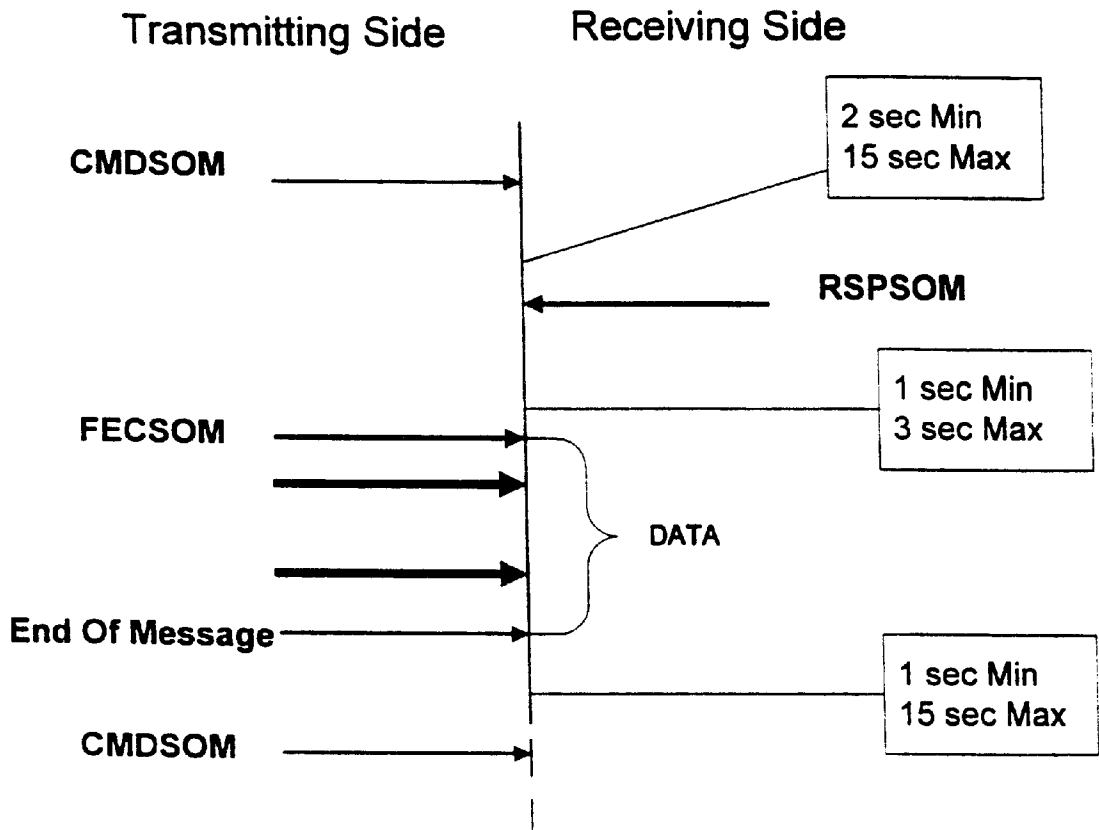 Transmitting Side
Receiving Side
2 sec Min
15 sec Max
CMDSOM
RSPSOM
1 sec Min
3 sec Max
FECSOM
DATA
End Of Message
1 sec Min
15 sec Max
CMDSOM